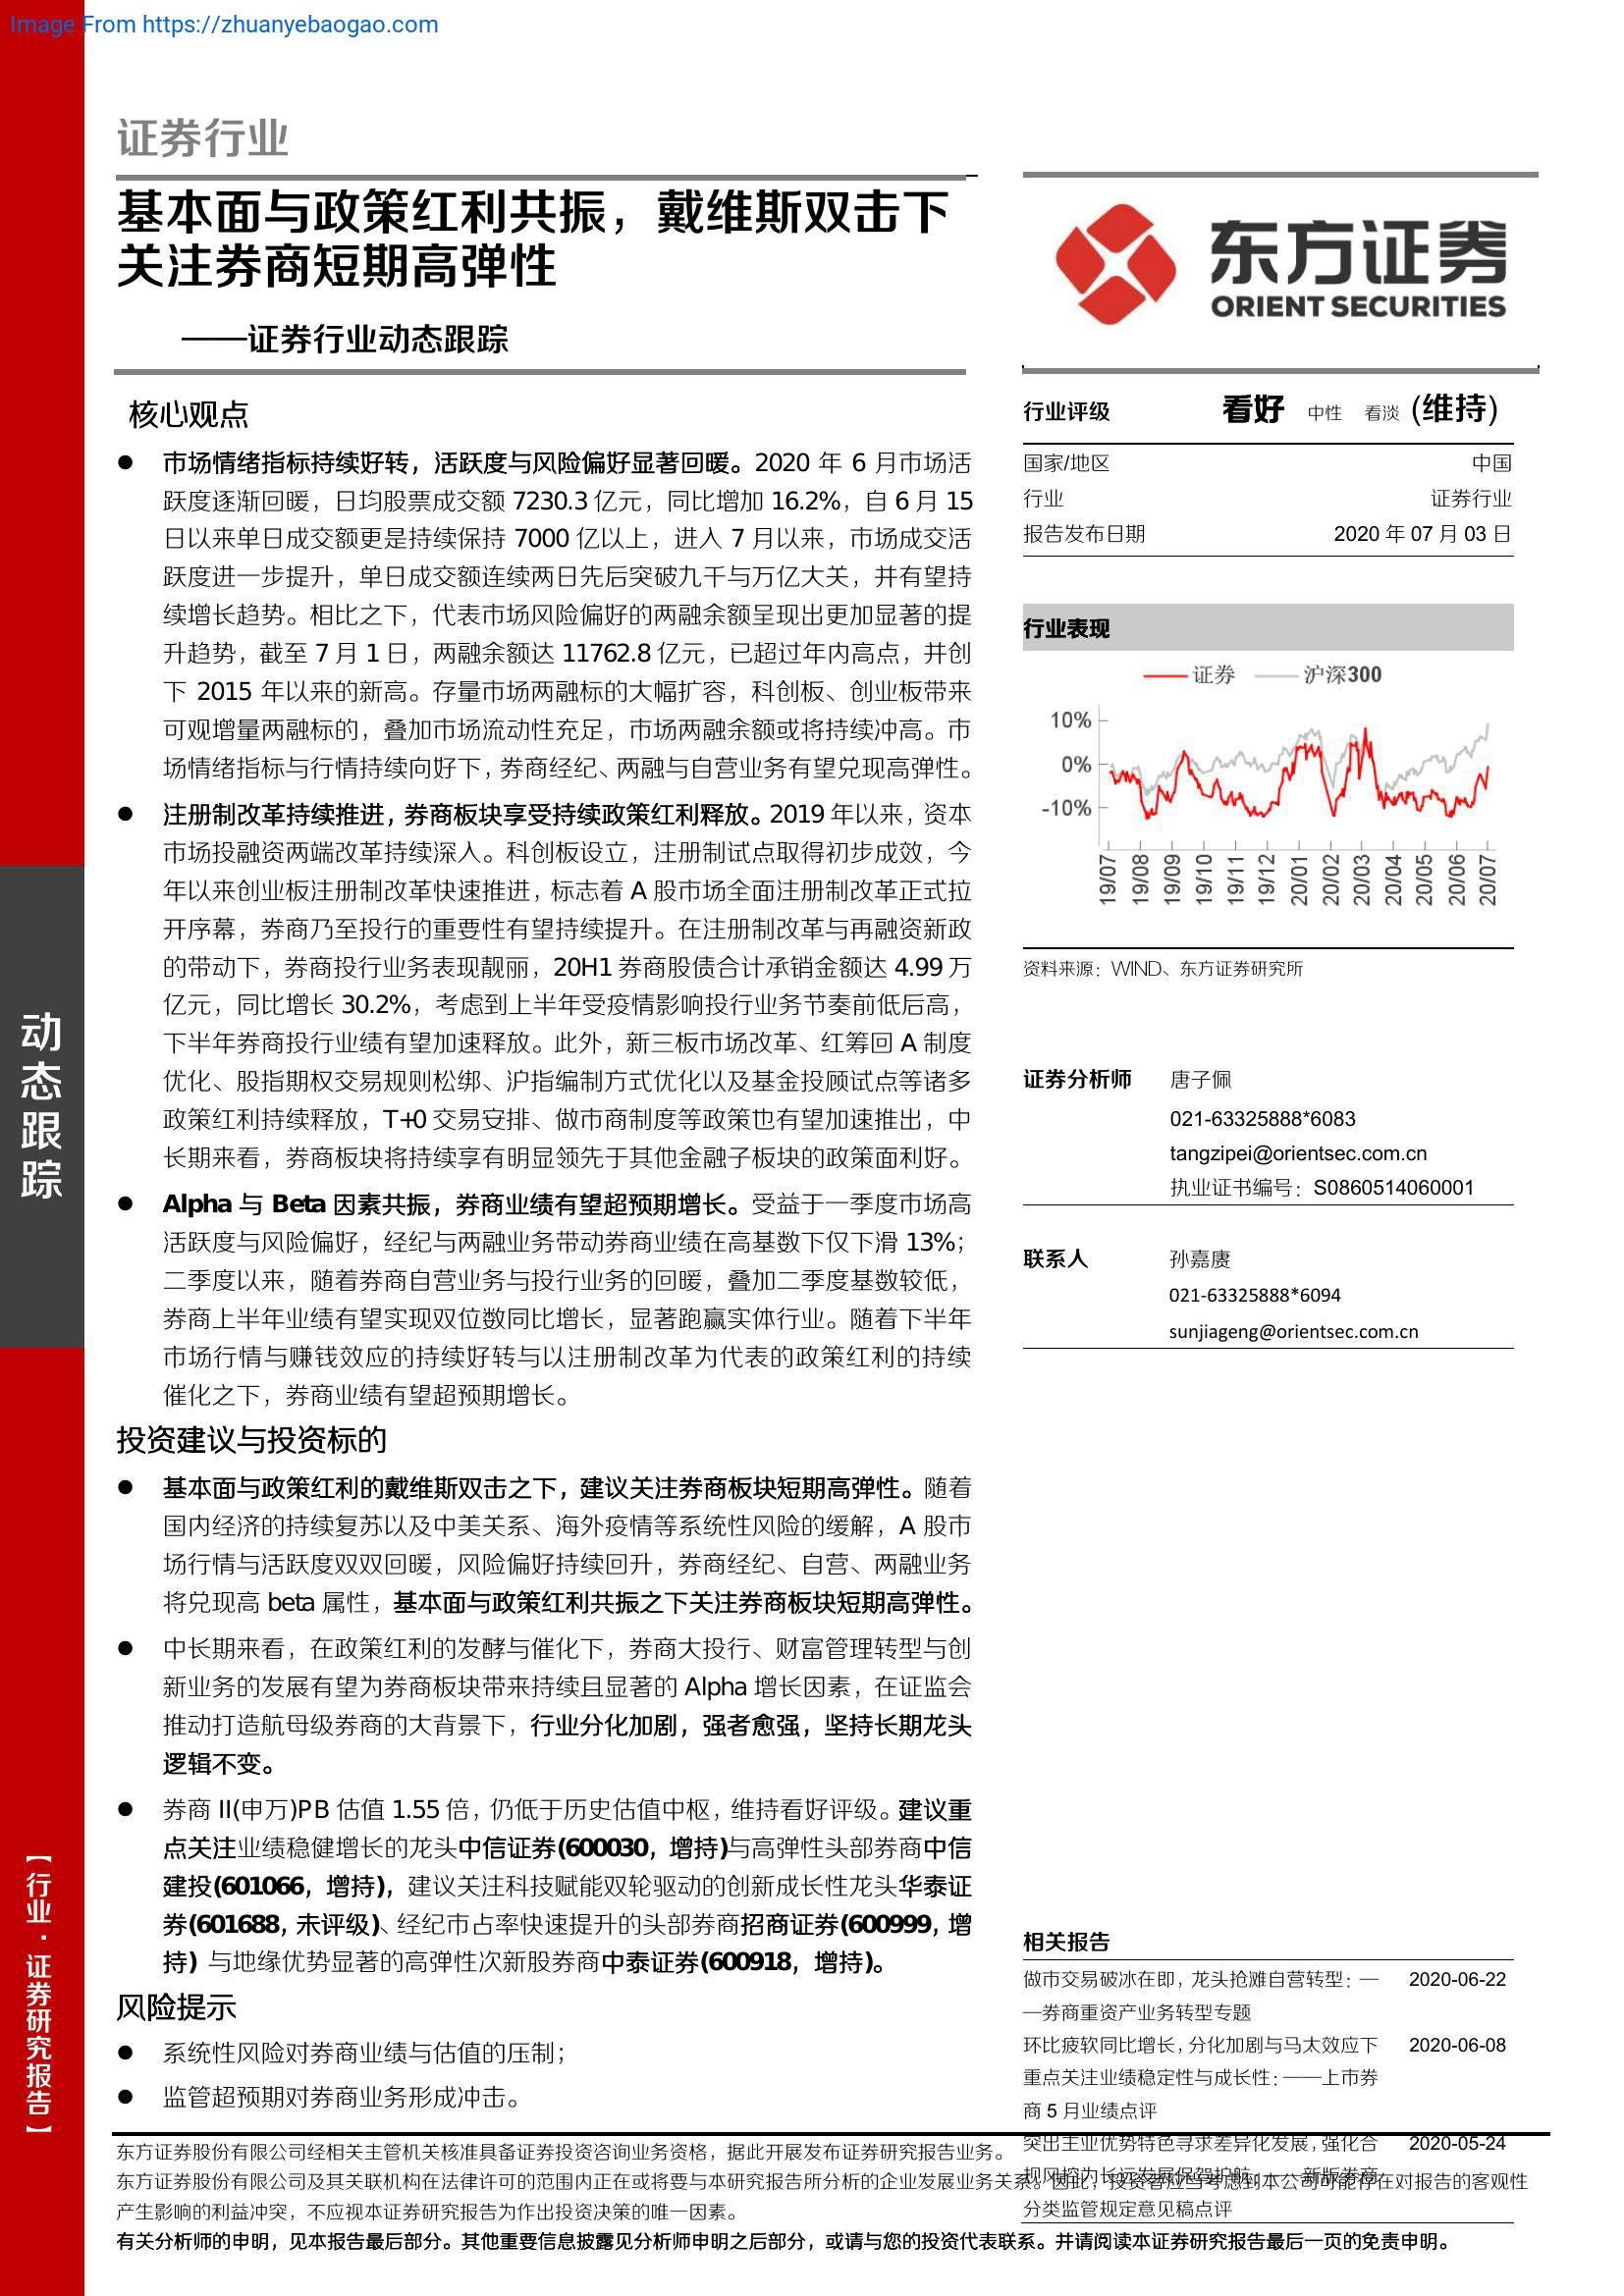 Image From https://zhuanyebaogao.com
证券行业
基本面与政策红利共振，戴维斯双击下
关注券商短期高弹性
——证券行业动态跟踪
核心观点
● 市场情绪指标持续好转，活跃度与风险偏好显著回暖。2020 年 6 月市场活
跃度逐渐回暖，日均股票成交额 7230.3 亿元，同比增加 16.2%，自 6 月 15
日以来单日成交额更是持续保持 7000 亿以上，进入 7 月以来，市场成交活
跃度进一步提升，单日成交额连续两日先后突破九千与万亿大关，并有望持
续增长趋势。相比之下，代表市场风险偏好的两融余额呈现出更加显著的提
升趋势，截至 7 月 1 日，两融余额达 11762.8 亿元，已超过年内高点，并创
下 2015 年以来的新高。存量市场两融标的大幅扩容，科创板、创业板带来
可观增量两融标的，叠加市场流动性充足，市场两融余额或将持续冲高。市
场情绪指标与行情持续向好下，券商经纪、两融与自营业务有望兑现高弹性。
● 注册制改革持续推进，券商板块享受持续政策红利释放。2019 年以来，资本
市场投融资两端改革持续深入。科创板设立，注册制试点取得初步成效，今
年以来创业板注册制改革快速推进，标志着 A 股市场全面注册制改革正式拉
开序幕，券商乃至投行的重要性有望持续提升。在注册制改革与再融资新政
的带动下，券商投行业务表现靓丽，20H1 券商股债合计承销金额达 4.99 万
亿元，同比增长 30.2%，考虑到上半年受疫情影响投行业务节奏前低后高，
下半年券商投行业绩有望加速释放。此外，新三板市场改革、红筹回 A 制度
优化、股指期权交易规则松绑、沪指编制方式优化以及基金投顾试点等诸多
政策红利持续释放，T+0 交易安排、做市商制度等政策也有望加速推出，中
长期来看，券商板块将持续享有明显领先于其他金融子板块的政策面利好。
● Alpha 与 Beta 因素共振，券商业绩有望超预期增长。受益于一季度市场高
活跃度与风险偏好，经纪与两融业务带动券商业绩在高基数下仅下滑 13%；
二季度以来，随着券商自营业务与投行业务的回暖，叠加二季度基数较低，
券商上半年业绩有望实现双位数同比增长，显著跑赢实体行业。随着下半年
市场行情与赚钱效应的持续好转与以注册制改革为代表的政策红利的持续
催化之下，券商业绩有望超预期增长。
投资建议与投资标的
● 基本面与政策红利的戴维斯双击之下，建议关注券商板块短期高弹性。随着
国内经济的持续复苏以及中美关系、海外疫情等系统性风险的缓解，A 股市
场行情与活跃度双双回暖，风险偏好持续回升，券商经纪、自营、两融业务
将兑现高 beta 属性，基本面与政策红利共振之下关注券商板块短期高弹性。
● 中长期来看，在政策红利的发酵与催化下，券商大投行、财富管理转型与创
新业务的发展有望为券商板块带来持续且显著的 Alpha 增长因素，在证监会
推动打造航母级券商的大背景下，行业分化加剧，强者愈强，坚持长期龙头
逻辑不变。
● 券商 II(申万)PB 估值 1.55 倍，仍低于历史估值中枢，维持看好评级。建议重
点关注业绩稳健增长的龙头中信证券(600030，增持)与高弹性头部券商中信
建投(601066，增持)，建议关注科技赋能双轮驱动的创新成长性龙头华泰证
券(601688，未评级)、经纪市占率快速提升的头部券商招商证券(600999，增
持) 与地缘优势显著的高弹性次新股券商中泰证券(600918，增持)。
风险提示
● 系统性风险对券商业绩与估值的压制；
● 监管超预期对券商业务形成冲击。
东方证券
ORIENT SECURITIES
行业评级 看好 中性 看淡 (维持)
国家/地区 中国
行业 证券行业
报告发布日期 2020 年 07 月 03 日
行业表现
证券 沪深300
10%
0%
-10%
19/07 19/08 19/09 19/10 19/11 19/12 20/01 20/02 20/03 20/04 20/05 20/06 20/07
资料来源：WIND、东方证券研究所
证券分析师 唐子佩
021-63325888*6083
tangzipei@orientsec.com.cn
执业证书编号：S0860514060001
联系人 孙嘉赓
021-63325888*6094
sunjiageng@orientsec.com.cn
相关报告
做市交易破冰在即，龙头抢滩自营转型：— 2020-06-22
—券商重资产业务转型专题
环比疲软同比增长，分化加剧与马太效应下 2020-06-08
重点关注业绩稳定性与成长性：——上市券
商 5 月业绩点评
突出主业优势特色寻求差异化发展，强化合 2020-05-24
规风控为长远发展保驾护航：——新版券商
分类监管规定意见稿点评
动态跟踪
【行业·证券研究报告】
东方证券股份有限公司经相关主管机关核准具备证券投资咨询业务资格，据此开展发布证券研究报告业务。
东方证券股份有限公司及其关联机构在法律许可的范围内正在或将要与本研究报告所分析的企业发展业务关系。因此，投资者应当考虑到本公司可能存在对报告的客观性
产生影响的利益冲突，不应视本证券研究报告为作出投资决策的唯一因素。
有关分析师的申明，见本报告最后部分。其他重要信息披露见分析师申明之后部分，或请与您的投资代表联系。并请阅读本证券研究报告最后一页的免责申明。